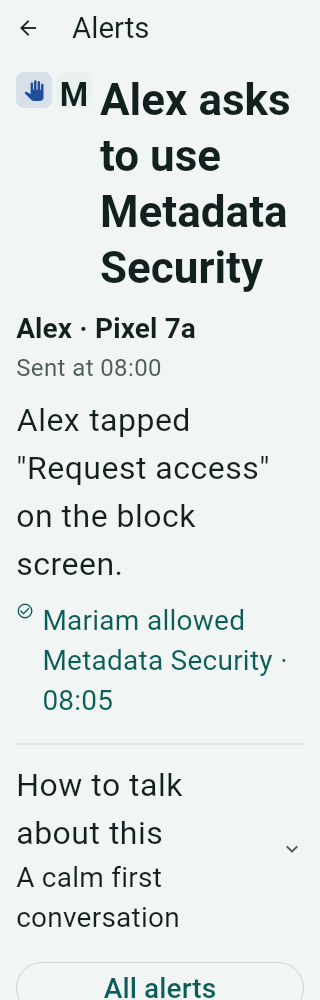 Alerts
M
Alex asks
to use
Metadata
Security
Alex · Pixel 7a
Sent at 08:00
Alex tapped
"Request access"
on the block
screen.
Mariam allowed
Metadata Security ·
08:05
How to talk
about this
A calm first
conversation
All alerts